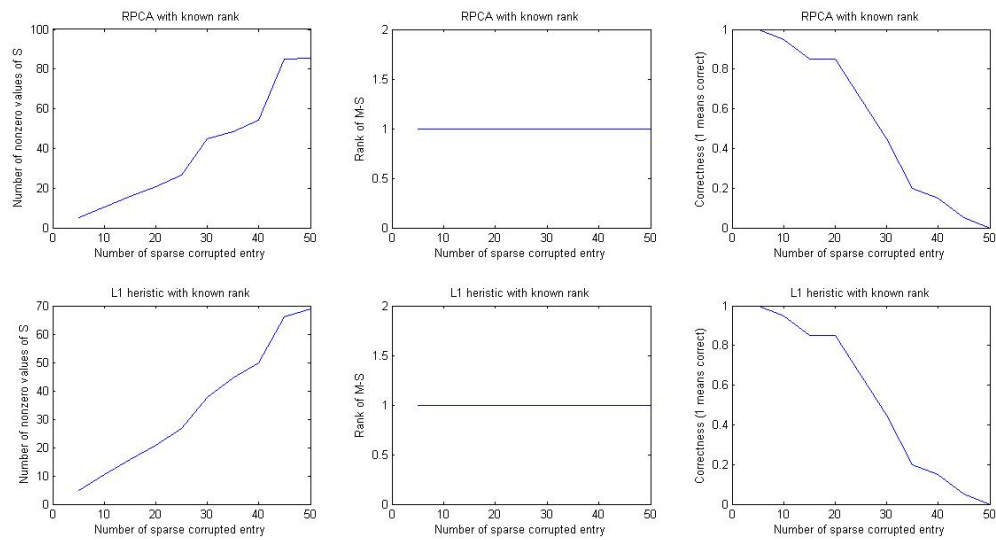 RPCA with known rank
Number of nonzero values of S
100
80
60
40
20
0
0 10 20 30 40 50
Number of sparse corrupted entry
RPCA with known rank
Rank of M-S
2
1.5
1
0.5
0
0 10 20 30 40 50
Number of sparse corrupted entry
RPCA with known rank
Correctness (1 means correct)
1
0.8
0.6
0.4
0.2
0
0 10 20 30 40 50
Number of sparse corrupted entry
L1 heristic with known rank
Number of nonzero values of S
70
60
50
40
30
20
10
0
0 10 20 30 40 50
Number of sparse corrupted entry
L1 heristic with known rank
Rank of M-S
2
1.5
1
0.5
0
0 10 20 30 40 50
Number of sparse corrupted entry
L1 heristic with known rank
Correctness (1 means correct)
1
0.8
0.6
0.4
0.2
0
0 10 20 30 40 50
Number of sparse corrupted entry